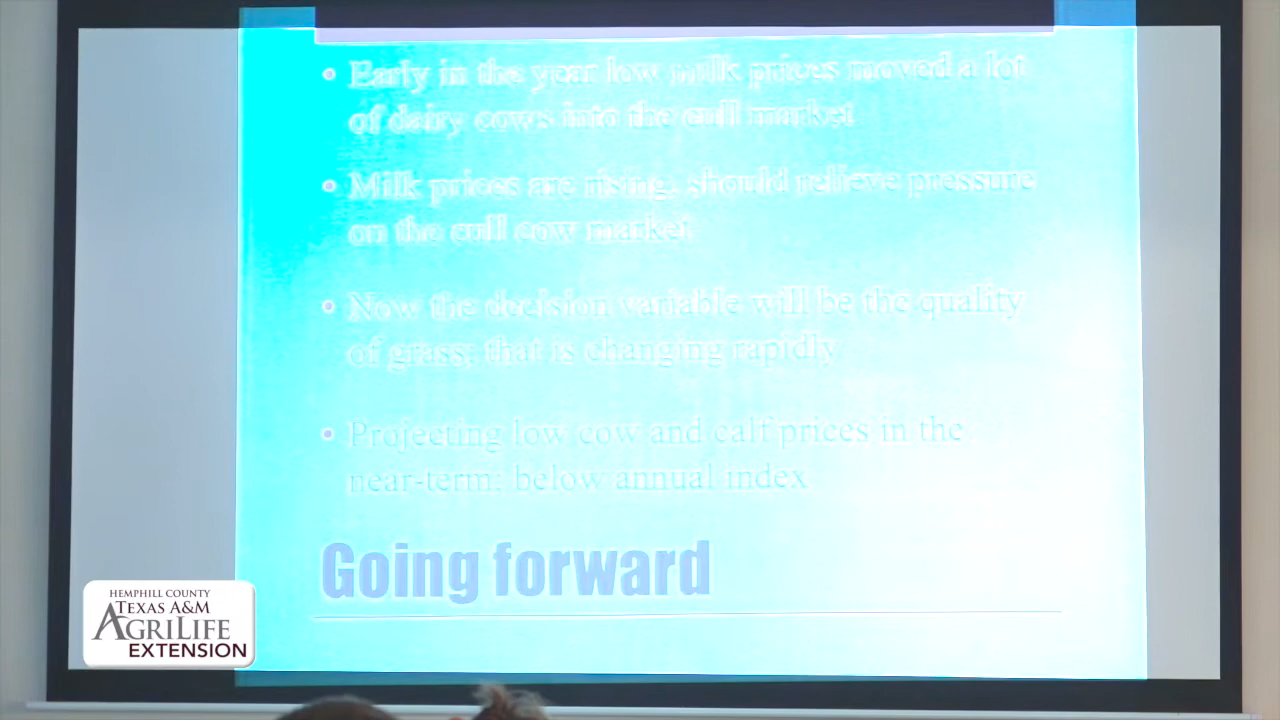 • Early in the year low milk prices moved a lot
of dairy cows into the cull market
• Milk prices are rising, should relieve pressure
on the cull cow market
• Now the decision variable will be the quality
of grass; that is changing rapidly
• Projecting low cow and calf prices in the
near-term: below annual index
Going forward
HEMPHILL COUNTY
TEXAS A&M
AGRILIFE
EXTENSION